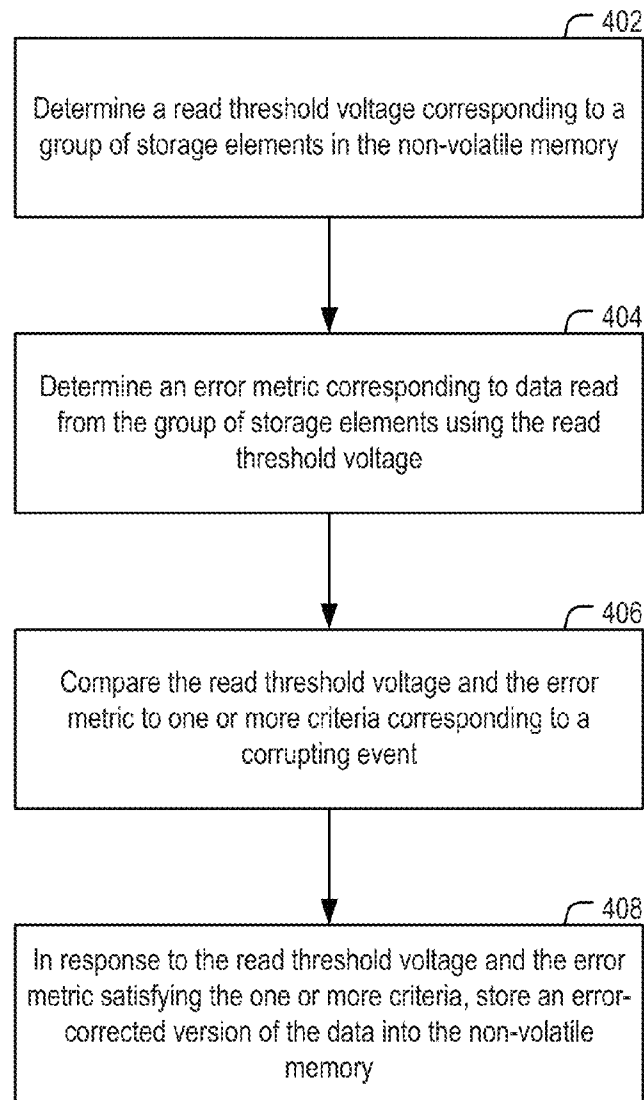 402
Determine a read threshold voltage corresponding to a
group of storage elements in the non-volatile memory
404
Determine an error metric corresponding to data read
from the group of storage elements using the read
threshold voltage
406
Compare the read threshold voltage and the error
metric to one or more criteria corresponding to a
corrupting event
408
In response to the read threshold voltage and the error
metric satisfying the one or more criteria, store an error-
corrected version of the data into the non-volatile
memory